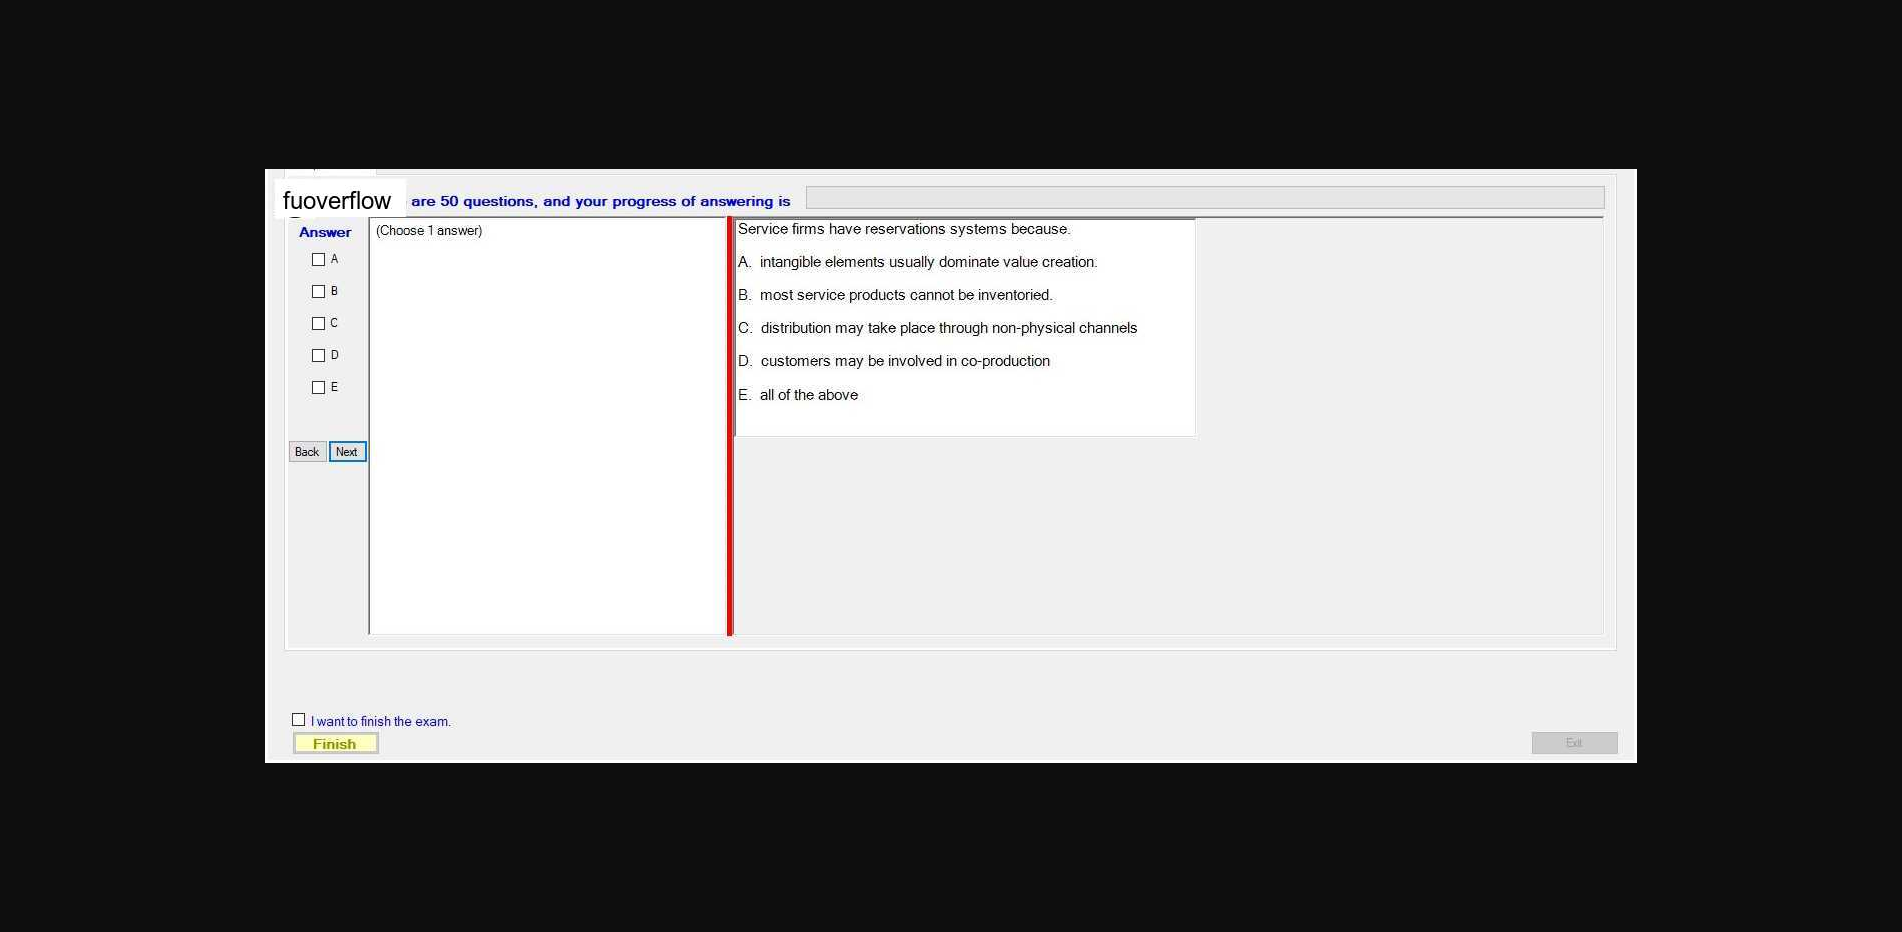 fuoverflow are 50 questions, and your progress of answering is
Answer
(Choose 1 answer)
A
B
C
D
E
Back Next
Service firms have reservations systems because.
A. intangible elements usually dominate value creation.
B. most service products cannot be inventoried.
C. distribution may take place through non-physical channels
D. customers may be involved in co-production
E. all of the above
I want to finish the exam.
Finish
Exit